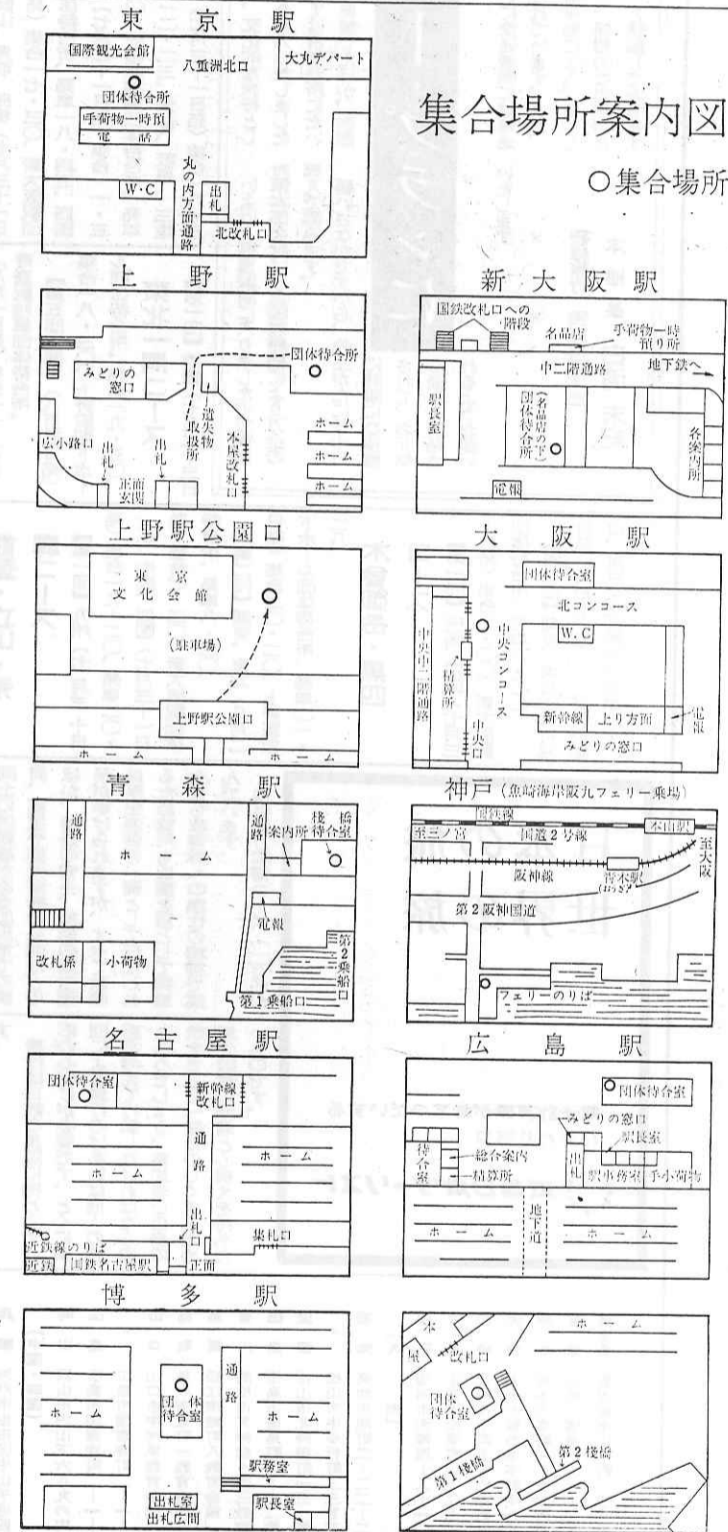 集合場所案内図
○集合場所
東京駅
国際観光会館
八重洲北口
大丸デパート
団体待合所
手荷物一時預
電話
W・C
丸の内方面通路
出札
北改札口
上野駅
団体待合所
みどりの窓口
遺失物取扱所
本屋改札口
広小路口
出札
出札
正面玄関
ホーム
ホーム
ホーム
上野駅公園口
東京文化会館
(駐車場)
上野駅公園口
ホーム
ホーム
青森駅
通路
ホーム
通路
案内所
桟橋待合室
電報
改札係
小荷物
第1乗船口
第2乗船口
名古屋駅
団体待合室
新幹線改札口
通路
ホーム
ホーム
出札口
集札口
近鉄線のりば
近鉄
国鉄名古屋駅
正面
博多駅
通路
団体待合室
ホーム
ホーム
駅務室
出札室
出札広間
駅長室
新大阪駅
国鉄改札口への階段
名品店
手荷物一時預り所
中二階通路
地下鉄へ
駅長室
団体待合所
(名品店の下)
各案内所
電報
大阪駅
団体待合室
北コンコース
W.C
中央中二階通路
精算所
中央コンコース
中央口
新幹線
上り方面
電報
みどりの窓口
神戸(魚崎海岸阪九フェリー乗場)
国鉄線
本山駅
至三ノ宮
国道2号線
至大阪
阪神線
青木駅
(おうぎ)
第2阪神国道
フェリーのりば
広島駅
団体待合室
みどりの窓口
駅長室
待合室
総合案内
精算所
出札
駅事務室
手小荷物
ホーム
地下道
ホーム
本屋
改札口
ホーム
団体待合室
第1桟橋
第2桟橋